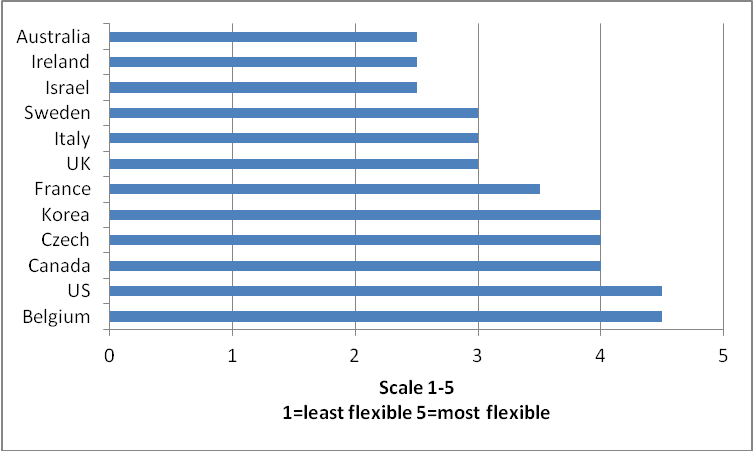 Australia
Ireland
Israel
Sweden
Italy
UK
France
Korea
Czech
Canada
US
Belgium
0 1 2 3 4 5
Scale 1-5
1=least flexible 5=most flexible